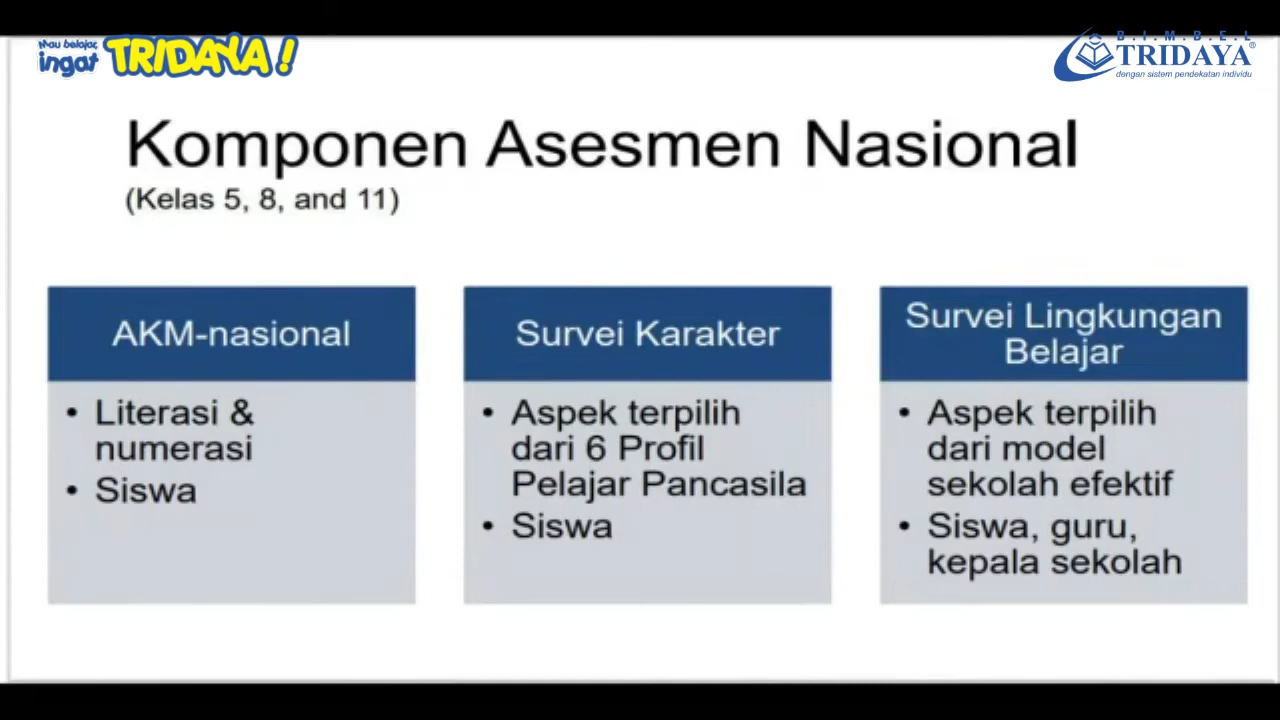 Mau belajar,
ingat TRIDAYA!
B.I.M.B.E.L
TRIDAYA®
dengan sistem pendekatan individu
Komponen Asesmen Nasional
(Kelas 5, 8, and 11)
AKM-nasional
• Literasi &
numerasi
• Siswa
Survei Karakter
• Aspek terpilih
dari 6 Profil
Pelajar Pancasila
• Siswa
Survei Lingkungan
Belajar
• Aspek terpilih
dari model
sekolah efektif
• Siswa, guru,
kepala sekolah